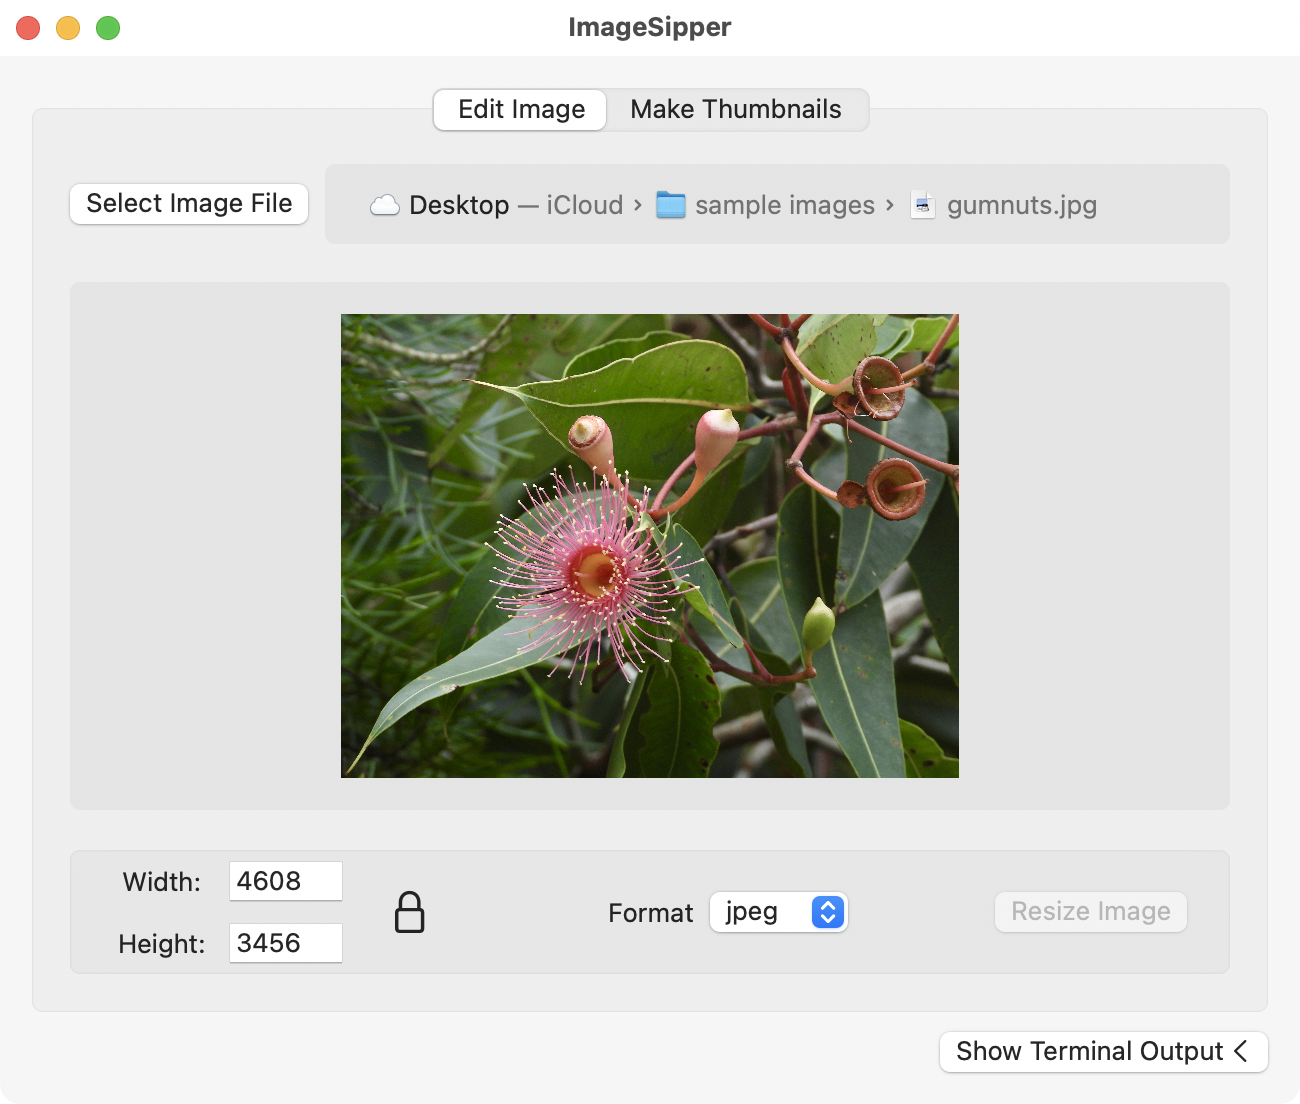 ImageSipper
Edit Image Make Thumbnails
Select Image File Desktop — iCloud › sample images › gumnuts.jpg
Width: 4608
Format jpeg Resize Image
Height: 3456
Show Terminal Output <